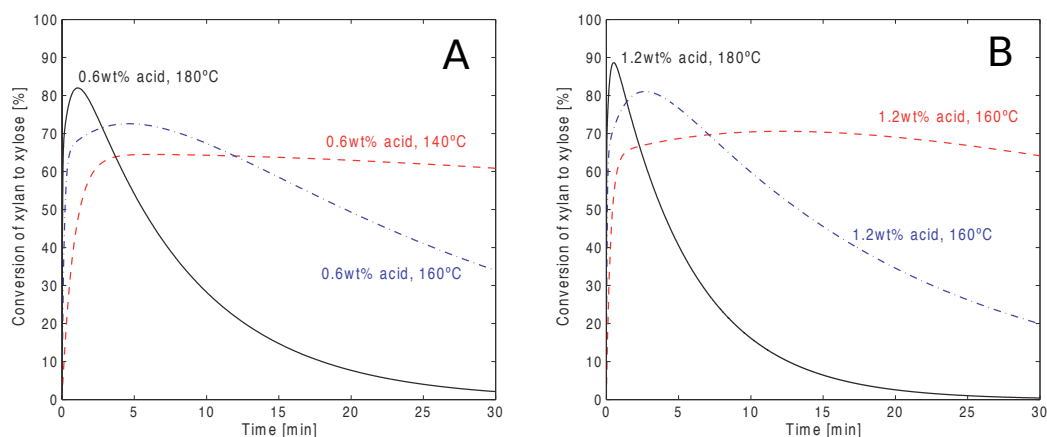 A
100
90
80
70
60
50
40
30
20
10
0
0 5 10 15 20 25 30
Conversion of xylan to xylose [%]
Time [min]
0.6wt% acid, 180ºC
0.6wt% acid, 140ºC
0.6wt% acid, 160ºC
B
100
90
80
70
60
50
40
30
20
10
0
0 5 10 15 20 25 30
Conversion of xylan to xylose [%]
Time [min]
1.2wt% acid, 180ºC
1.2wt% acid, 160ºC
1.2wt% acid, 160ºC